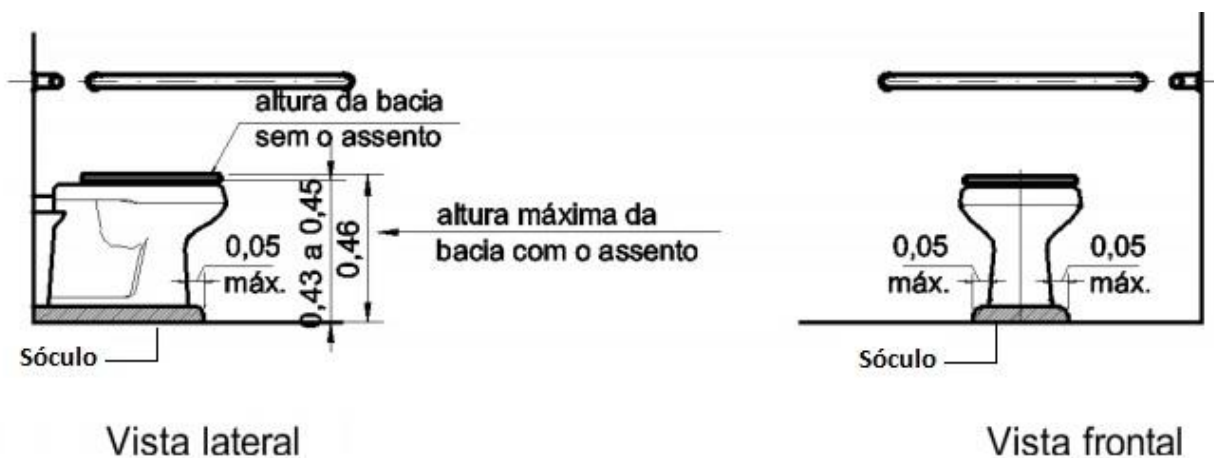 altura da bacia
sem o assento
0,05
máx.
0,43 a 0,45
0,46
altura máxima da
bacia com o assento
Sóculo
Vista lateral
0,05
máx.
0,05
máx.
Sóculo
Vista frontal